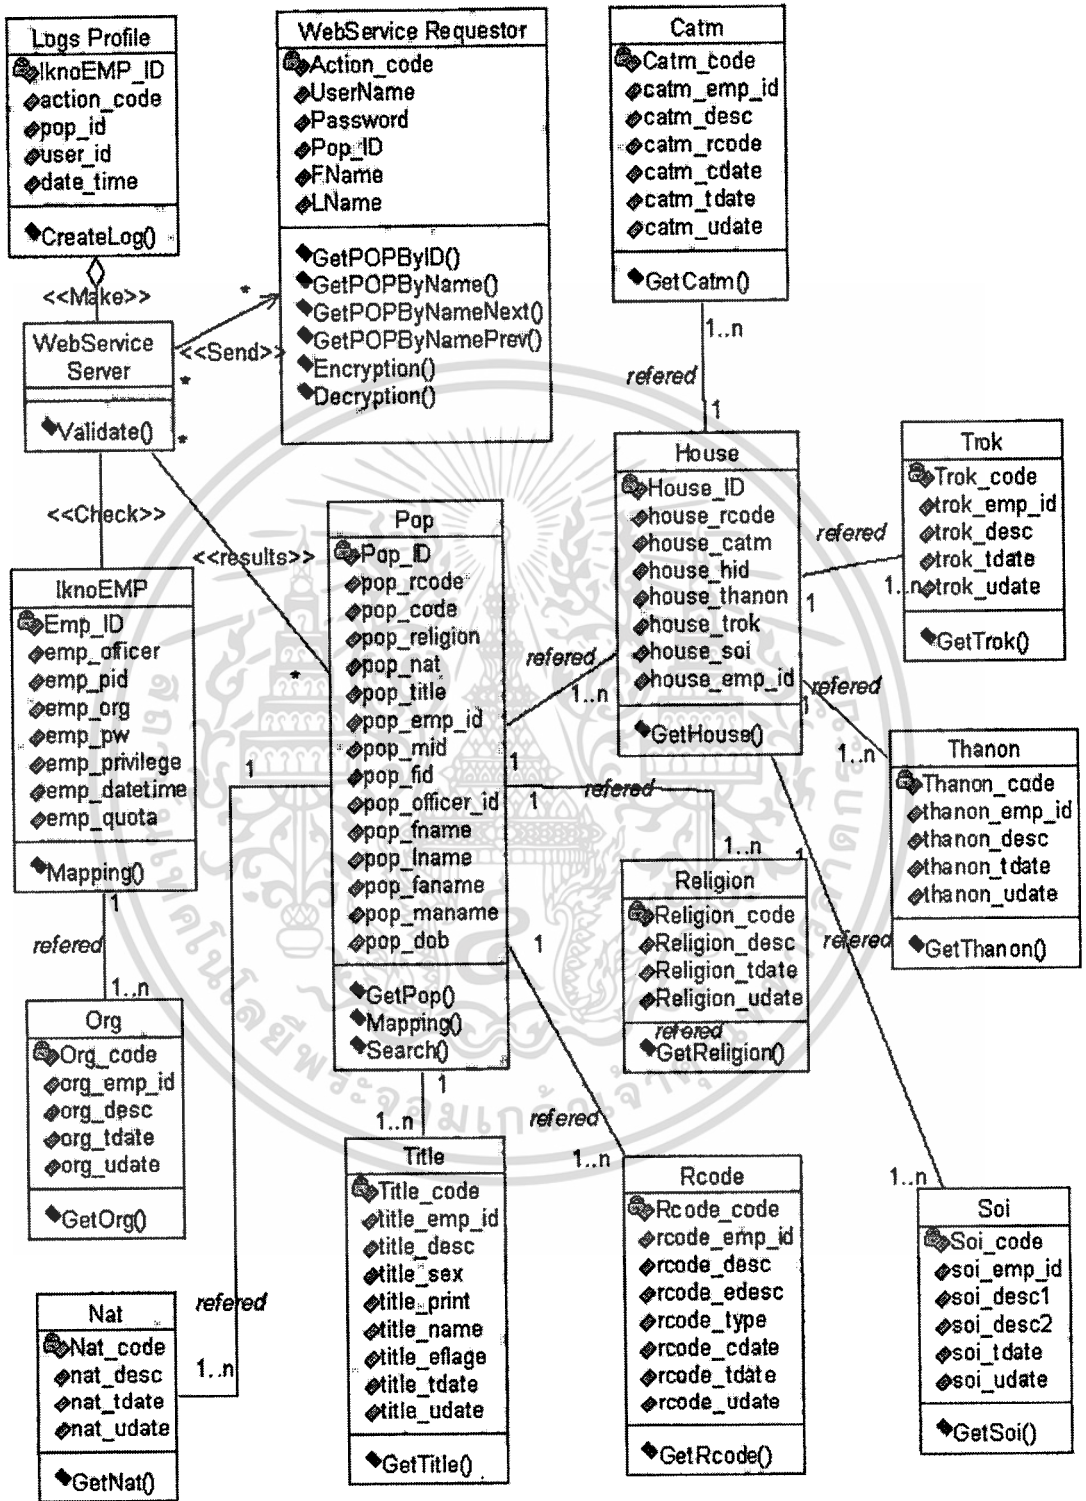 Logs Profile
IknoEMP_ID
action_code
pop_id
user_id
date_time
CreateLog()
<<Make>>
WebService
Server
Validate()
*
*
*
<<Send>>
WebService Requestor
Action_code
UserName
Password
Pop_ID
FName
LName
GetPOPByID()
GetPOPByName()
GetPOPByNameNext()
GetPOPByNamePrev()
Encryption()
Decryption()
Catm
Catm_code
catm_emp_id
catm_desc
catm_rcode
catm_cdate
catm_tdate
catm_udate
GetCatm()
1..n
refered
1
House
House_ID
house_rcode
house_catm
house_hid
house_thanon
house_trok
house_soi
house_emp_id
GetHouse()
refered
1
1..n
Trok
Trok_code
trok_emp_id
trok_desc
trok_tdate
trok_udate
GetTrok()
refered
1
1..n
Thanon
Thanon_code
thanon_emp_id
thanon_desc
thanon_tdate
thanon_udate
GetThanon()
<<Check>>
<<results>>
*
IknoEMP
Emp_ID
emp_officer
emp_pid
emp_org
emp_pw
emp_privilege
emp_datetime
emp_quota
Mapping()
1
refered
1..n
Org
Org_code
org_emp_id
org_desc
org_tdate
org_udate
GetOrg()
Pop
Pop_ID
pop_rcode
pop_code
pop_religion
pop_nat
pop_title
pop_emp_id
pop_mid
pop_fid
pop_officer_id
pop_fname
pop_lname
pop_faname
pop_maname
pop_dob
GetPop()
Mapping()
Search()
refered
1..n
1
1
refered
1..n
1
Religion
Religion_code
Religion_desc
Religion_tdate
Religion_udate
refered
GetReligion()
refered
1
1
refered
1..n
Nat
Nat_code
nat_desc
nat_tdate
nat_udate
GetNat()
1
1..n
Title
Title_code
title_emp_id
title_desc
title_sex
title_print
title_name
title_eflage
title_tdate
title_udate
GetTitle()
1
refered
1..n
Rcode
Rcode_code
rcode_emp_id
rcode_desc
rcode_edesc
rcode_type
rcode_cdate
rcode_tdate
rcode_udate
GetRcode()
1..n
Soi
Soi_code
soi_emp_id
soi_desc1
soi_desc2
soi_tdate
soi_udate
GetSoi()